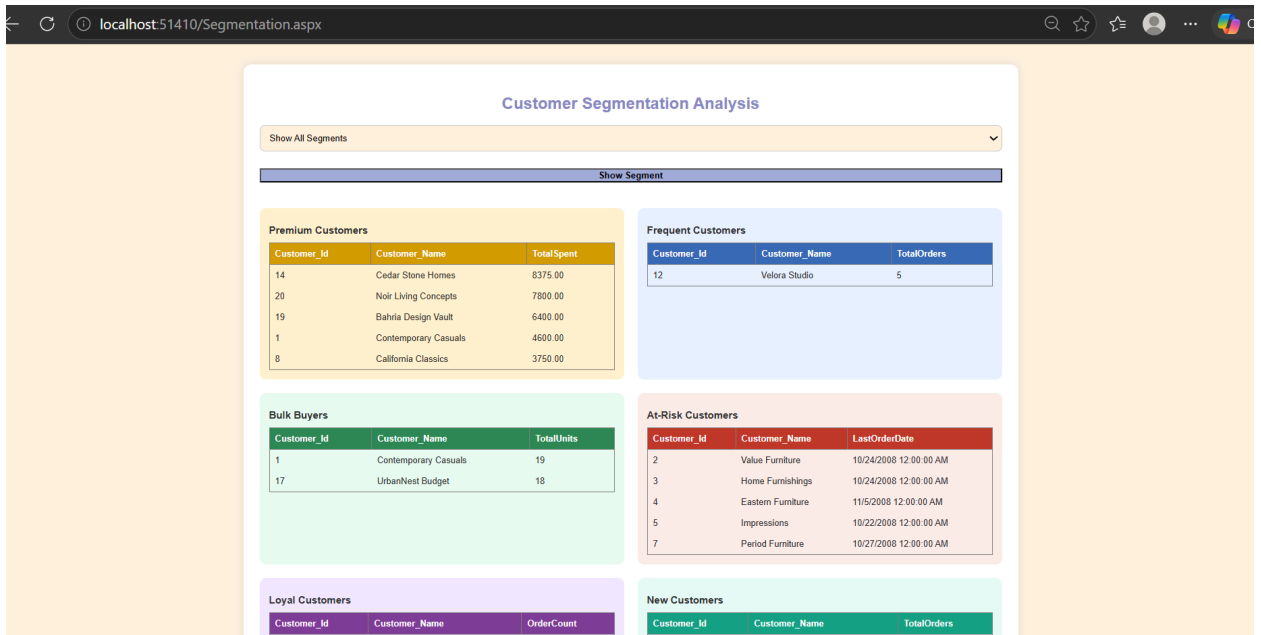 localhost:51410/Segmentation.aspx
Customer Segmentation Analysis
Show All Segments
Show Segment
Premium Customers
Customer_Id Customer_Name TotalSpent
14 Cedar Stone Homes 8375.00
20 Noir Living Concepts 7800.00
19 Bahria Design Vault 6400.00
1 Contemporary Casuals 4600.00
8 California Classics 3750.00
Frequent Customers
Customer_Id Customer_Name TotalOrders
12 Velora Studio 5
Bulk Buyers
Customer_Id Customer_Name TotalUnits
1 Contemporary Casuals 19
17 UrbanNest Budget 18
At-Risk Customers
Customer_Id Customer_Name LastOrderDate
2 Value Furniture 10/24/2008 12:00:00 AM
3 Home Furnishings 10/24/2008 12:00:00 AM
4 Eastern Furniture 11/5/2008 12:00:00 AM
5 Impressions 10/22/2008 12:00:00 AM
7 Period Furniture 10/27/2008 12:00:00 AM
Loyal Customers
Customer_Id Customer_Name OrderCount
New Customers
Customer_Id Customer_Name TotalOrders